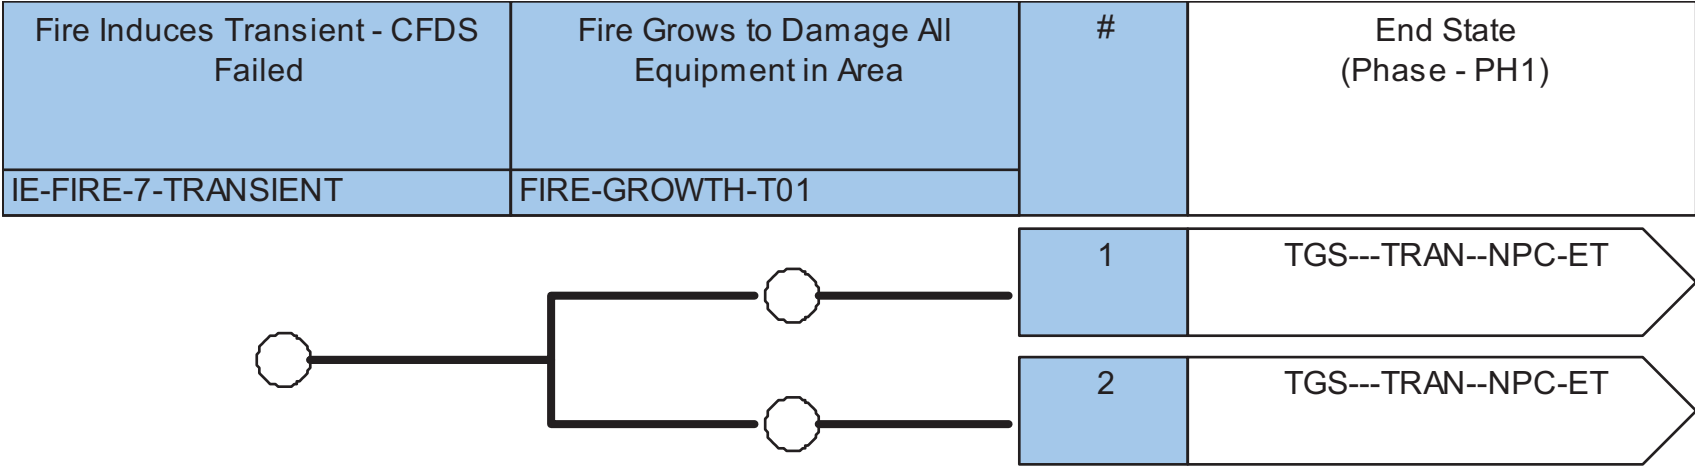 Fire Induces Transient - CFDS
Failed
Fire Grows to Damage All
Equipment in Area
#
End State
(Phase - PH1)
IE-FIRE-7-TRANSIENT
FIRE-GROWTH-T01
1
TGS---TRAN--NPC-ET
2
TGS---TRAN--NPC-ET